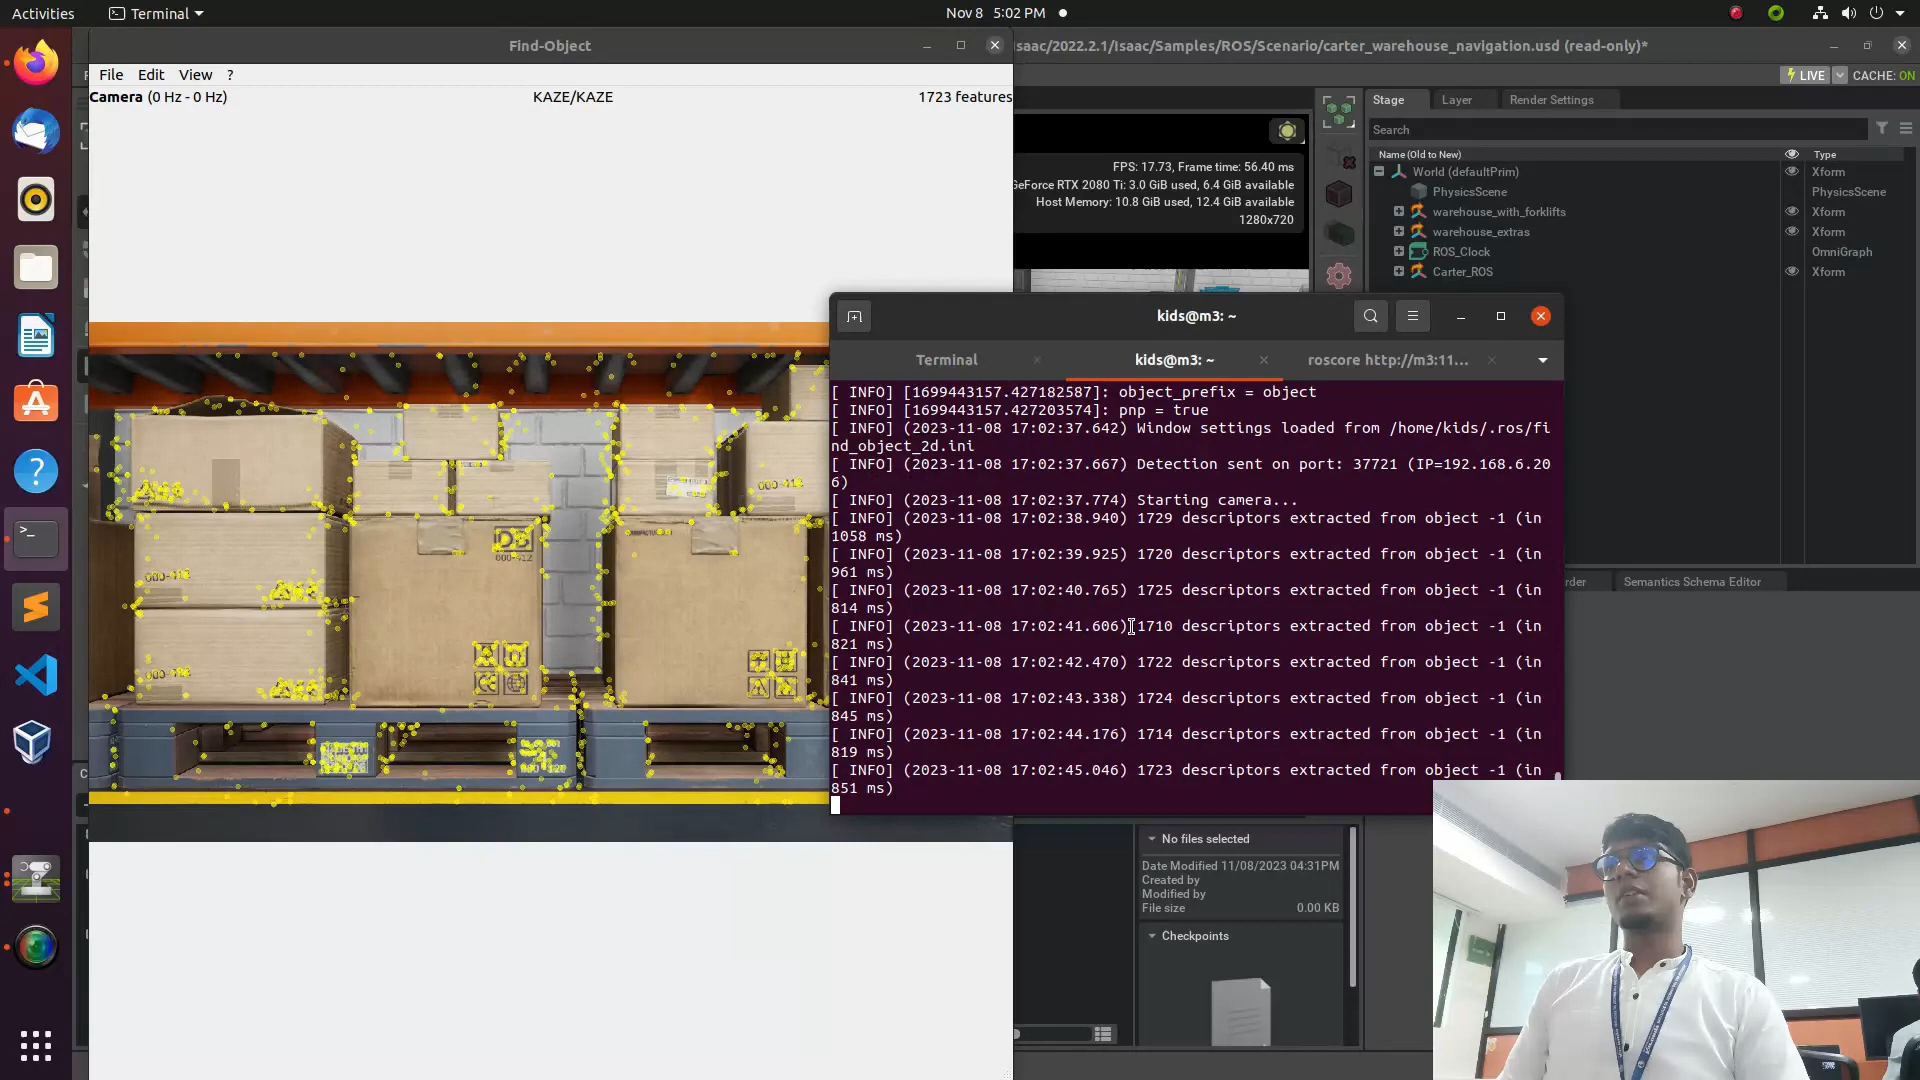 Activities
Terminal
Nov 8 5:02 PM
Find-Object
saac/2022.2.1/Isaac/Samples/ROS/Scenario/carter_warehouse_navigation.usd (read-only)*
File Edit View ?
LIVE
CACHE: ON
Camera (0 Hz - 0 Hz)
KAZE/KAZE
1723 features
Stage
Layer
Render Settings
Search
Name (Old to New)
Type
World (defaultPrim)
Xform
PhysicsScene
PhysicsScene
warehouse_with_forklifts
Xform
warehouse_extras
Xform
ROS_Clock
OmniGraph
Carter_ROS
Xform
FPS: 17.73, Frame time: 56.40 ms
GeForce RTX 2080 Ti: 3.0 GiB used, 6.4 GiB available
Host Memory: 10.8 GiB used, 12.4 GiB available
1280x720
kids@m3: ~
Terminal
kids@m3: ~
roscore http://m3:11...
[ INFO] [1699443157.427182587]: object_prefix = object
[ INFO] [1699443157.427203574]: pnp = true
[ INFO] (2023-11-08 17:02:37.642) Window settings loaded from /home/kids/.ros/fi
nd_object_2d.ini
[ INFO] (2023-11-08 17:02:37.667) Detection sent on port: 37721 (IP=192.168.6.20
6)
[ INFO] (2023-11-08 17:02:37.774) Starting camera...
[ INFO] (2023-11-08 17:02:38.940) 1729 descriptors extracted from object -1 (in
1058 ms)
[ INFO] (2023-11-08 17:02:39.925) 1720 descriptors extracted from object -1 (in
961 ms)
[ INFO] (2023-11-08 17:02:40.765) 1725 descriptors extracted from object -1 (in
814 ms)
[ INFO] (2023-11-08 17:02:41.606) 1710 descriptors extracted from object -1 (in
821 ms)
[ INFO] (2023-11-08 17:02:42.470) 1722 descriptors extracted from object -1 (in
841 ms)
[ INFO] (2023-11-08 17:02:43.338) 1724 descriptors extracted from object -1 (in
845 ms)
[ INFO] (2023-11-08 17:02:44.176) 1714 descriptors extracted from object -1 (in
819 ms)
[ INFO] (2023-11-08 17:02:45.046) 1723 descriptors extracted from object -1 (in
851 ms)
rder
Semantics Schema Editor
No files selected
Date Modified 11/08/2023 04:31PM
Created by
Modified by
File size
0.00 KB
Checkpoints